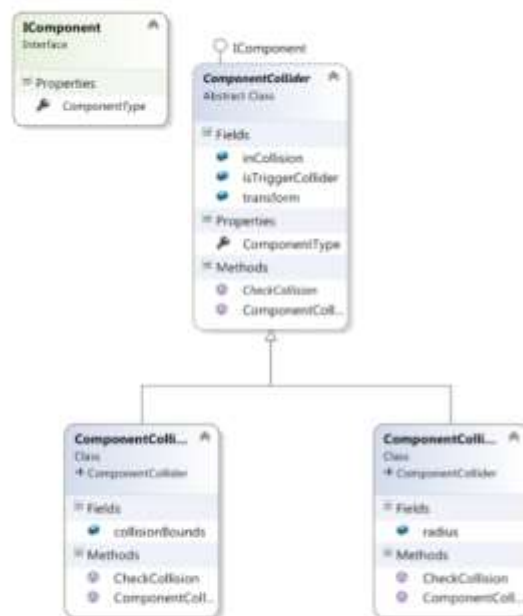 IComponent
Interface
Properties
ComponentType
IComponent
ComponentCollider
Abstract Class
Fields
inCollision
isTriggerCollider
transform
Properties
ComponentType
Methods
CheckCollision
ComponentColl...
ComponentColli...
Class
ComponentCollider
Fields
collisionBounds
Methods
CheckCollision
ComponentColl...
ComponentColli...
Class
ComponentCollider
Fields
radius
Methods
CheckCollision
ComponentColl...